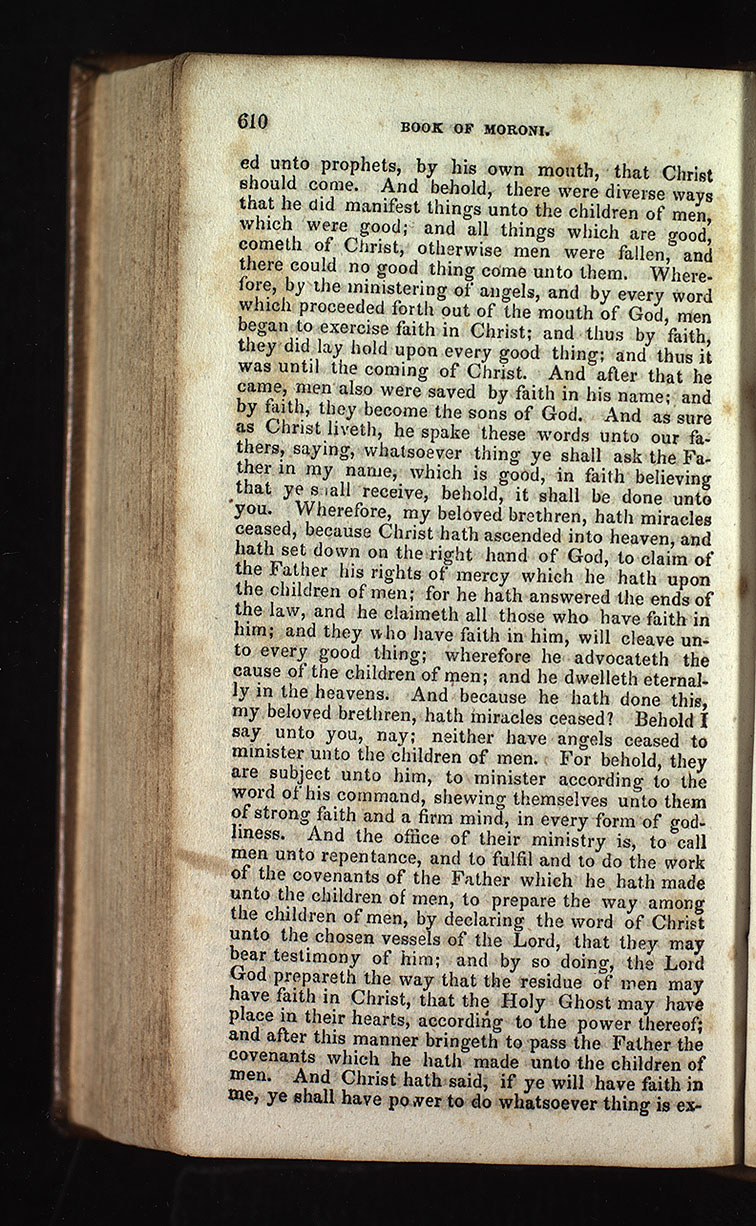 610
BOOK OF MORONI.
ed unto prophets, by his own mouth, that Christ
should come. And behold, there were diverse ways
that he did manifest things unto the children of men,
which were good; and all things which are good,
cometh of Christ, otherwise men were fallen, and
there could no good thing come unto them. Where-
fore, by the ministering of angels, and by every word
which proceeded forth out of the mouth of God, men
began to exercise faith in Christ; and thus by faith,
they did lay hold upon every good thing; and thus it
was until the coming of Christ. And after that he
came, men also were saved by faith in his name; and
by faith, they become the sons of God. And as sure
as Christ liveth, he spake these words unto our fa-
thers, saying, whatsoever thing ye shall ask the Fa-
ther in my name, which is good, in faith believing
that ye shall receive, behold, it shall be done unto
you. Wherefore, my beloved brethren, hath miracles
ceased, because Christ hath ascended into heaven, and
hath set down on the right hand of God, to claim of
the Father his rights of mercy which he hath upon
the children of men; for he hath answered the ends of
the law, and he claimeth all those who have faith in
him; and they who have faith in him, will cleave un-
to every good thing; wherefore he advocateth the
cause of the children of men; and he dwelleth eternal-
ly in the heavens. And because he hath done this,
my beloved brethren, hath miracles ceased? Behold I
say unto you, nay; neither have angels ceased to
minister unto the children of men. For behold, they
are subject unto him, to minister according to the
word of his command, shewing themselves unto them
of strong faith and a firm mind, in every form of god-
liness. And the office of their ministry is, to call
men unto repentance, and to fulfil and to do the work
of the covenants of the Father which he hath made
unto the children of men, to prepare the way among
the children of men, by declaring the word of Christ
unto the chosen vessels of the Lord, that they may
bear testimony of him; and by so doing, the Lord
God prepareth the way that the residue of men may
have faith in Christ, that the Holy Ghost may have
place in their hearts, according to the power thereof;
and after this manner bringeth to pass the Father the
covenants which he hath made unto the children of
men. And Christ hath said, if ye will have faith in
me, ye shall have power to do whatsoever thing is ex-